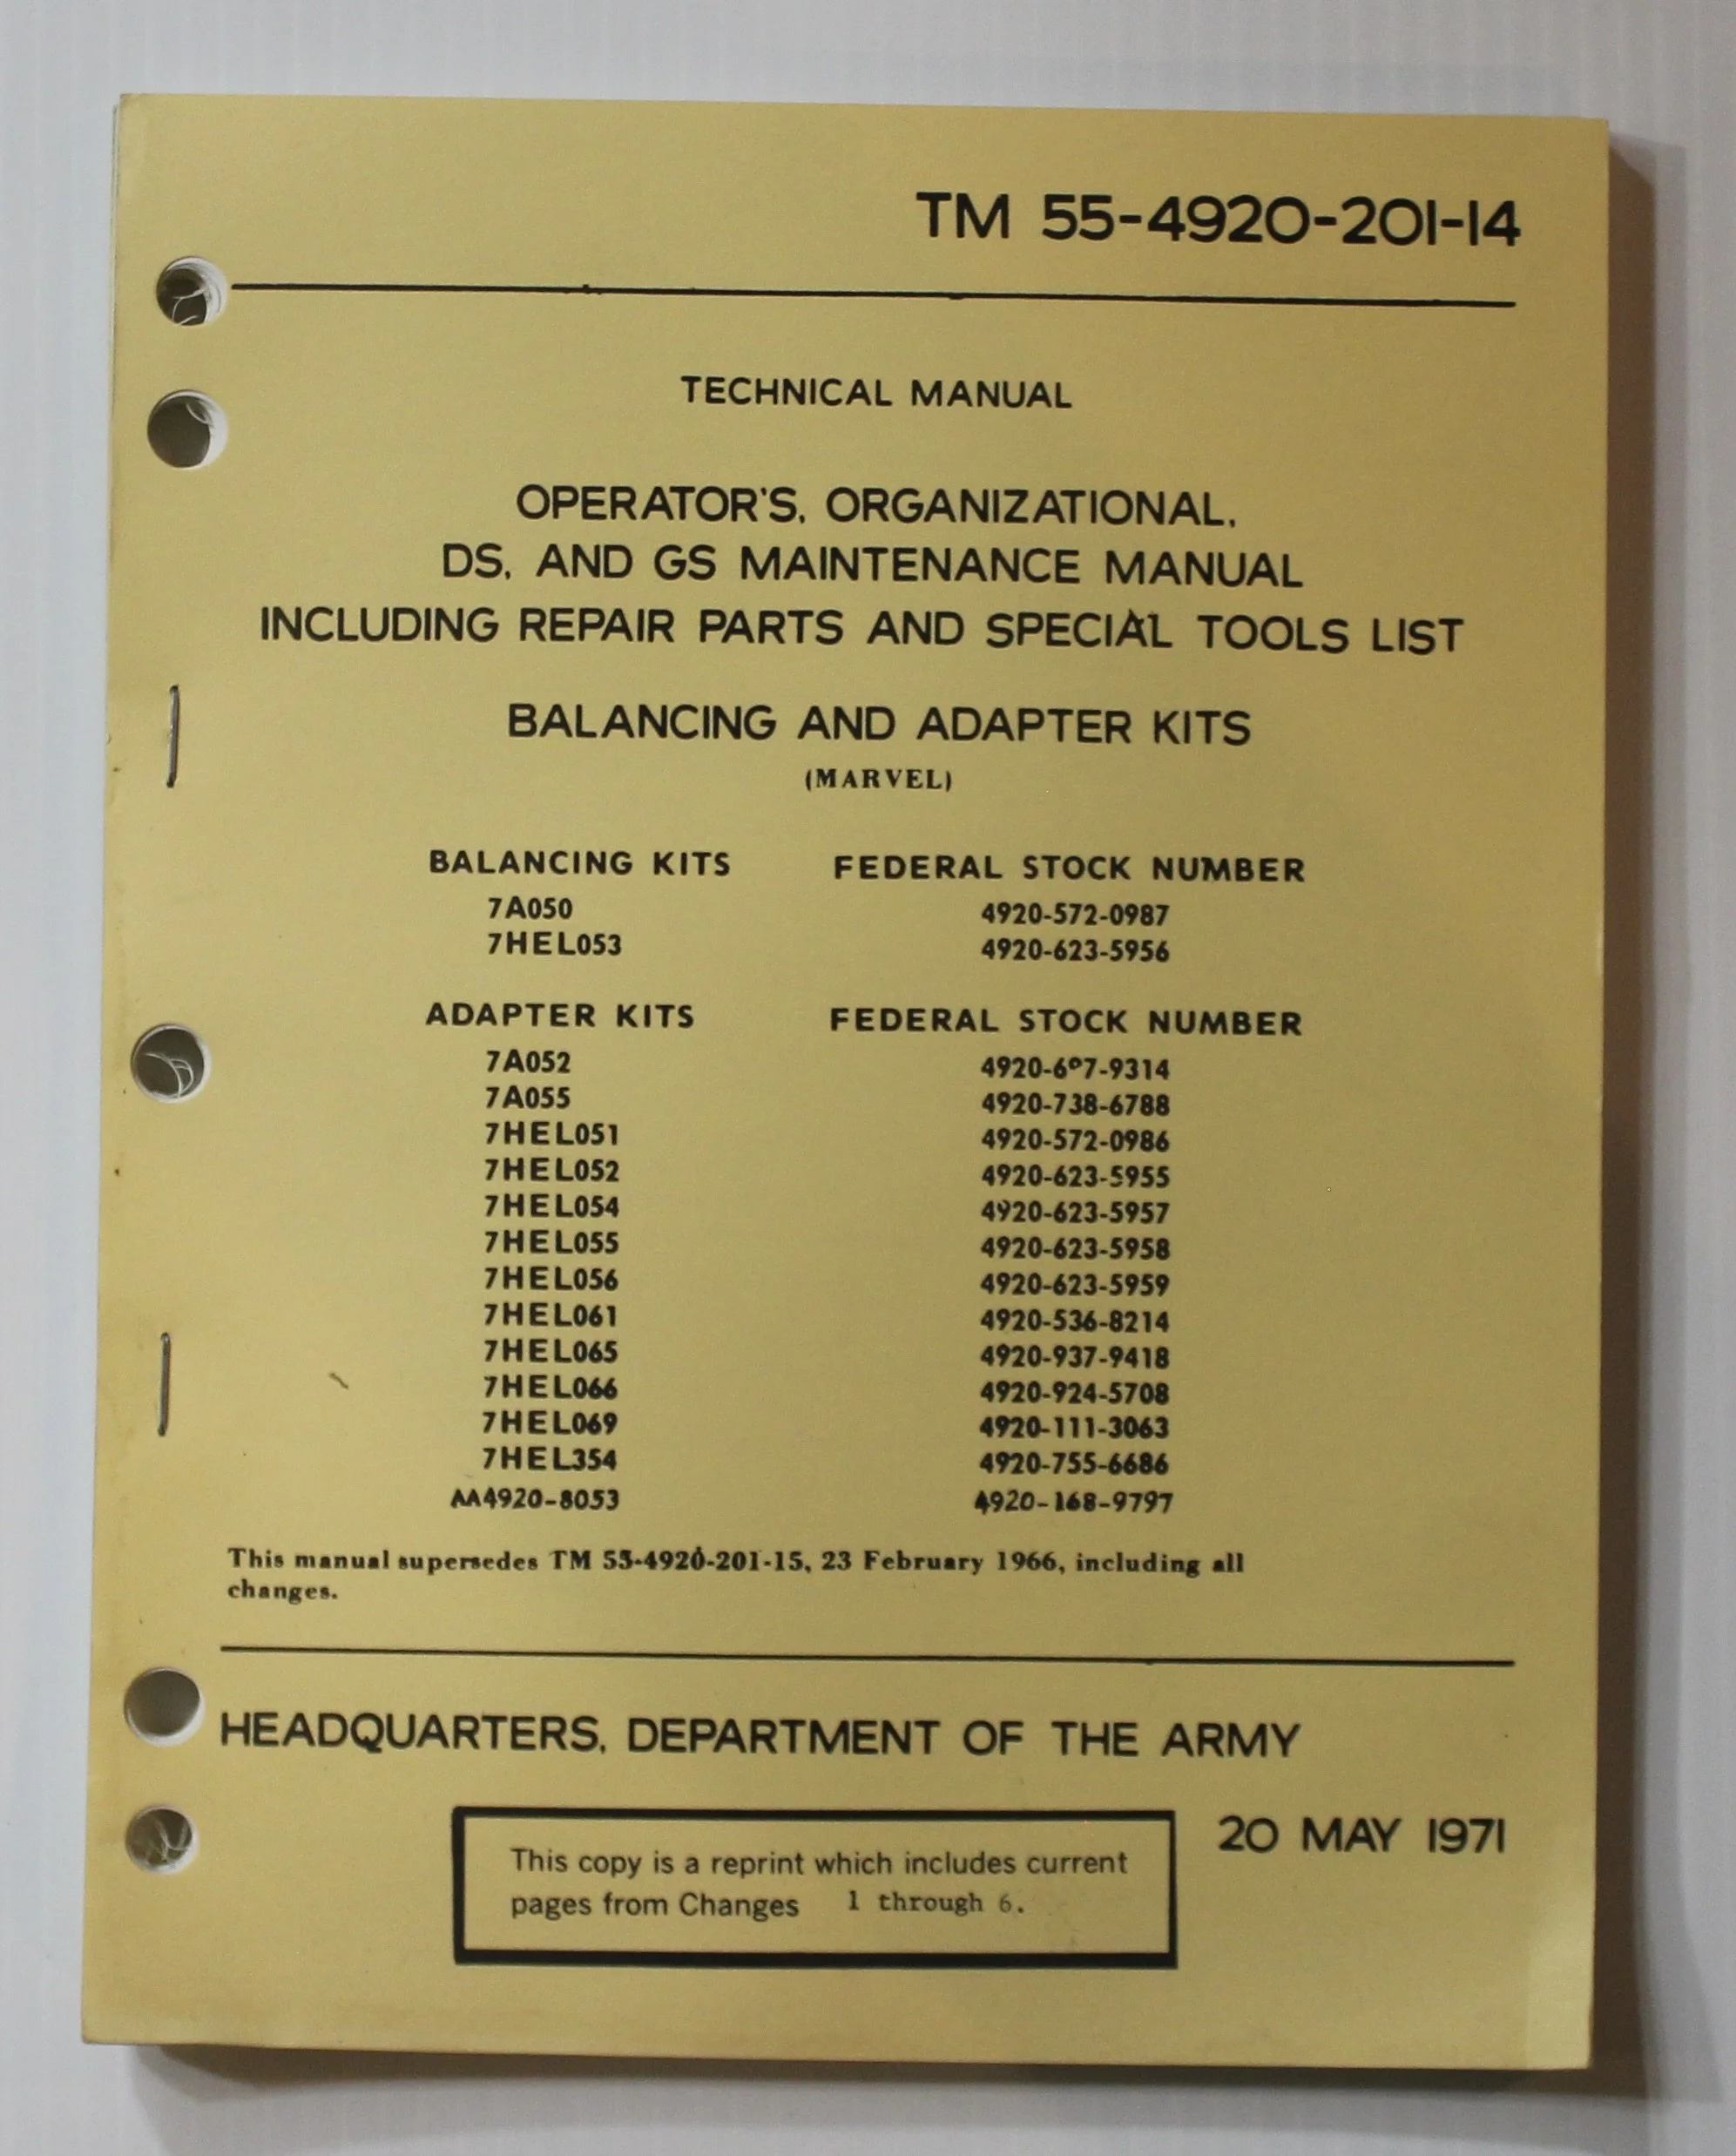 TM 55-4920-201-14
TECHNICAL MANUAL
OPERATOR'S, ORGANIZATIONAL,
DS, AND GS MAINTENANCE MANUAL
INCLUDING REPAIR PARTS AND SPECIAL TOOLS LIST
BALANCING AND ADAPTER KITS
(MARVEL)
BALANCING KITS FEDERAL STOCK NUMBER
7A050 4920-572-0987
7HEL053 4920-623-5956
ADAPTER KITS FEDERAL STOCK NUMBER
7A052
7A055 4920-738-6788
7HEL051 4920-572-0986
7HEL052 4920-623-5955
7HEL054 4920-623-5957
7HEL055 4920-623-5958
7HEL056 4920-623-5959
7HEL061 4920-536-8214
7HEL065 4920-937-9418
7HEL066 4920-924-5708
7HEL069 4920-111-3063
7HEL354 4920-755-6686
AA4920-8053 4920-168-9797
This manual supersedes TM 55-4920-201-15, 23 February 1966, including all
changes.
HEADQUARTERS, DEPARTMENT OF THE ARMY
20 MAY 1971
This copy is a reprint which includes current
pages from Changes 1 through 6.